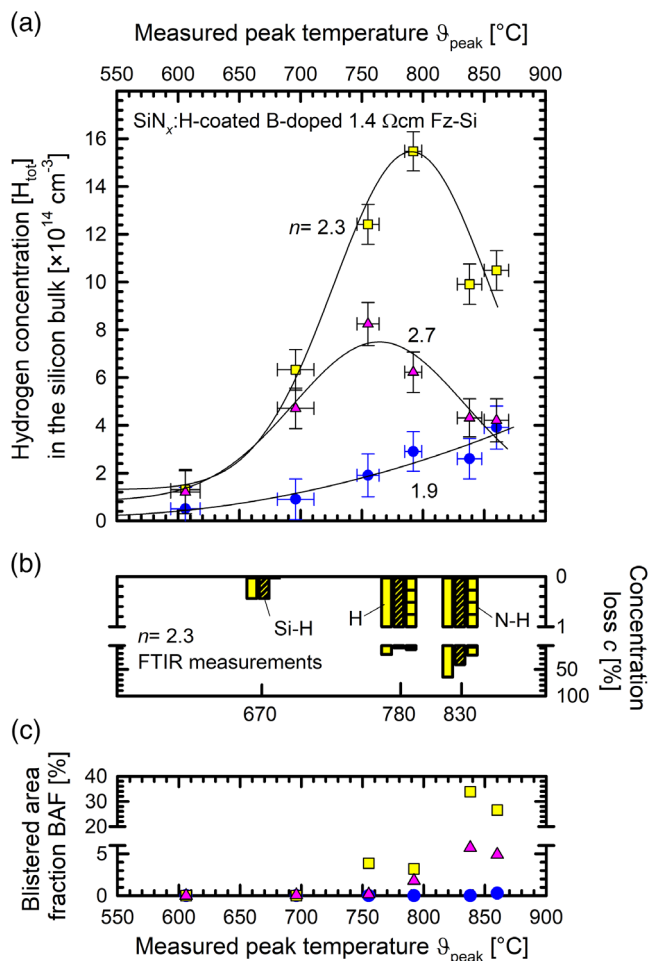 (a)
Measured peak temperature ϑpeak [°C]
550 600 650 700 750 800 850 900
SiNx:H-coated B-doped 1.4 Ωcm Fz-Si
Hydrogen concentration [Htot]
in the silicon bulk [×10¹⁴ cm⁻³]
16
14
12
10
8
6
4
2
0
n= 2.3
2.7
1.9
(b)
Si-H
H
N-H
n= 2.3
FTIR measurements
0
1
50
100
Concentration
loss c [%]
670 780 830
(c)
Blistered area
fraction BAF [%]
40
30
20
5
0
550 600 650 700 750 800 850 900
Measured peak temperature ϑpeak [°C]